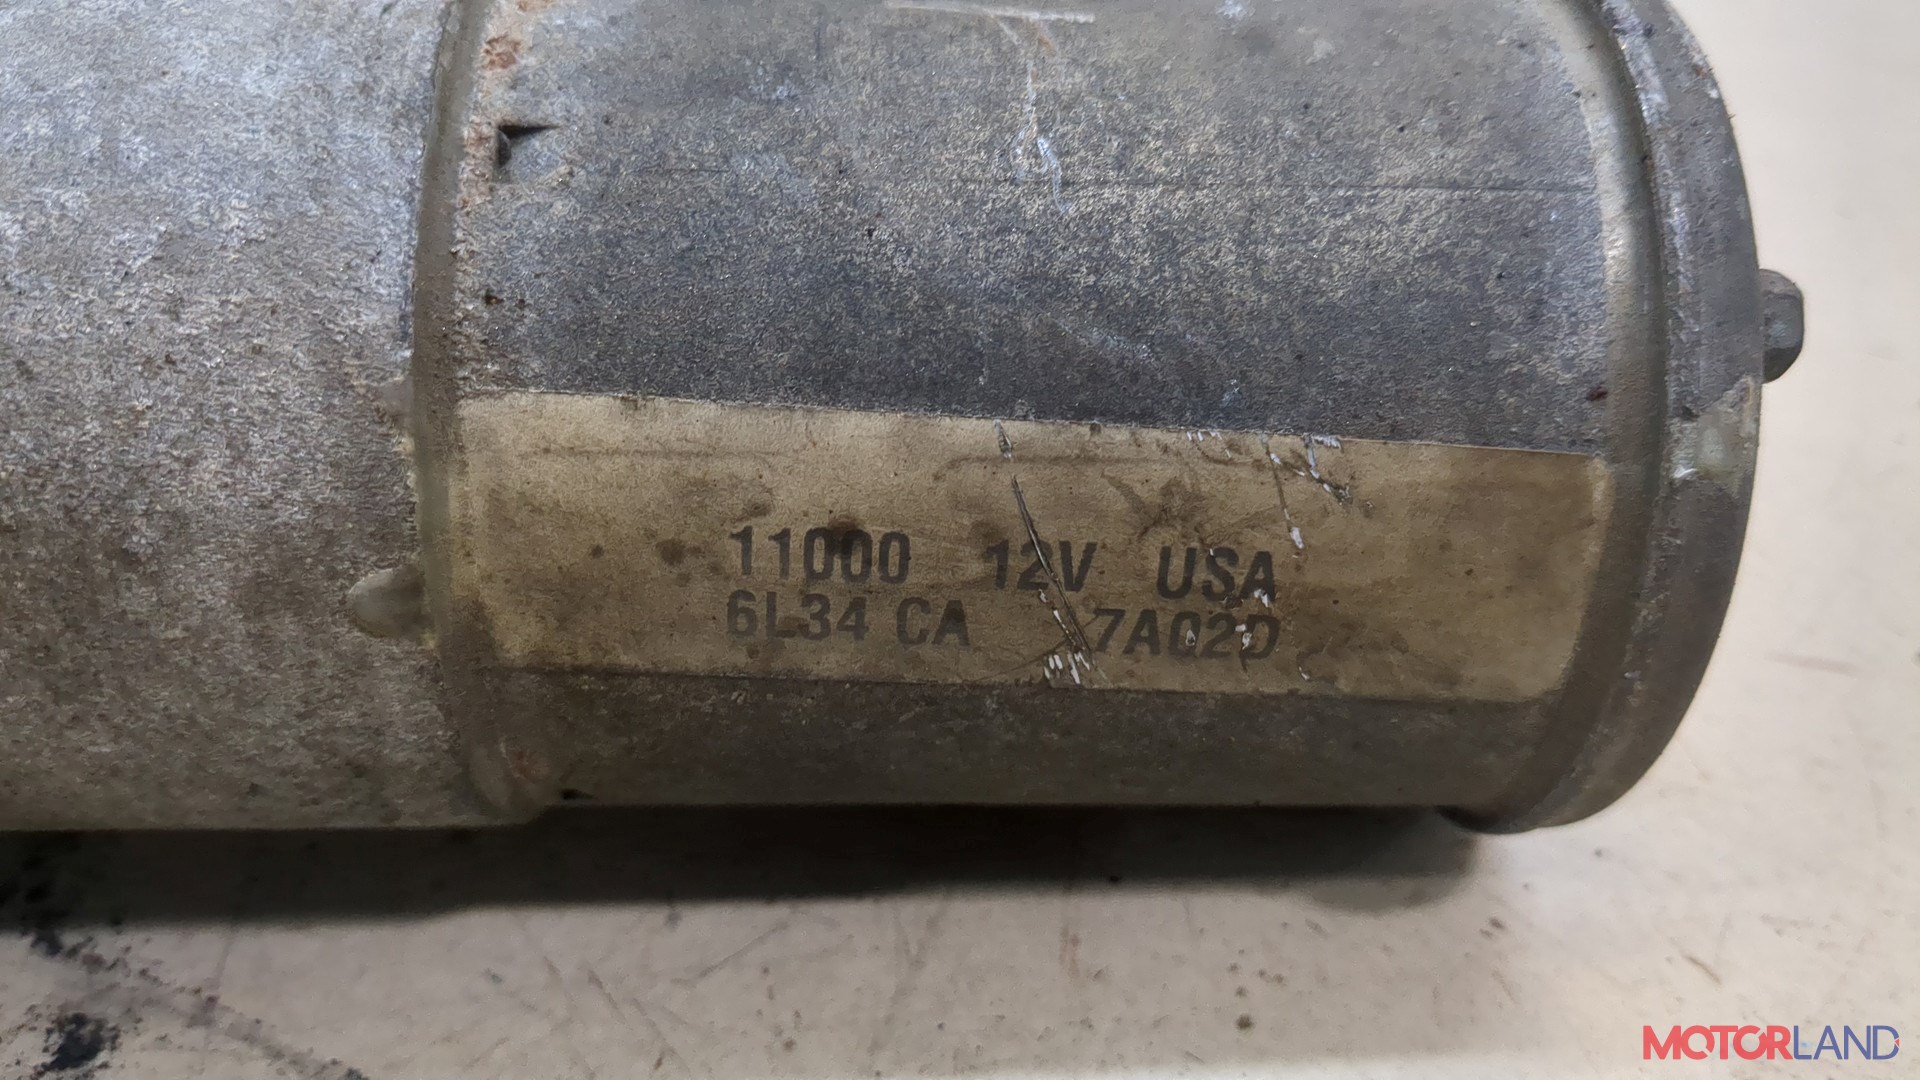 11000 12V USA
6L34 CA 7A02D
MOTORLAND